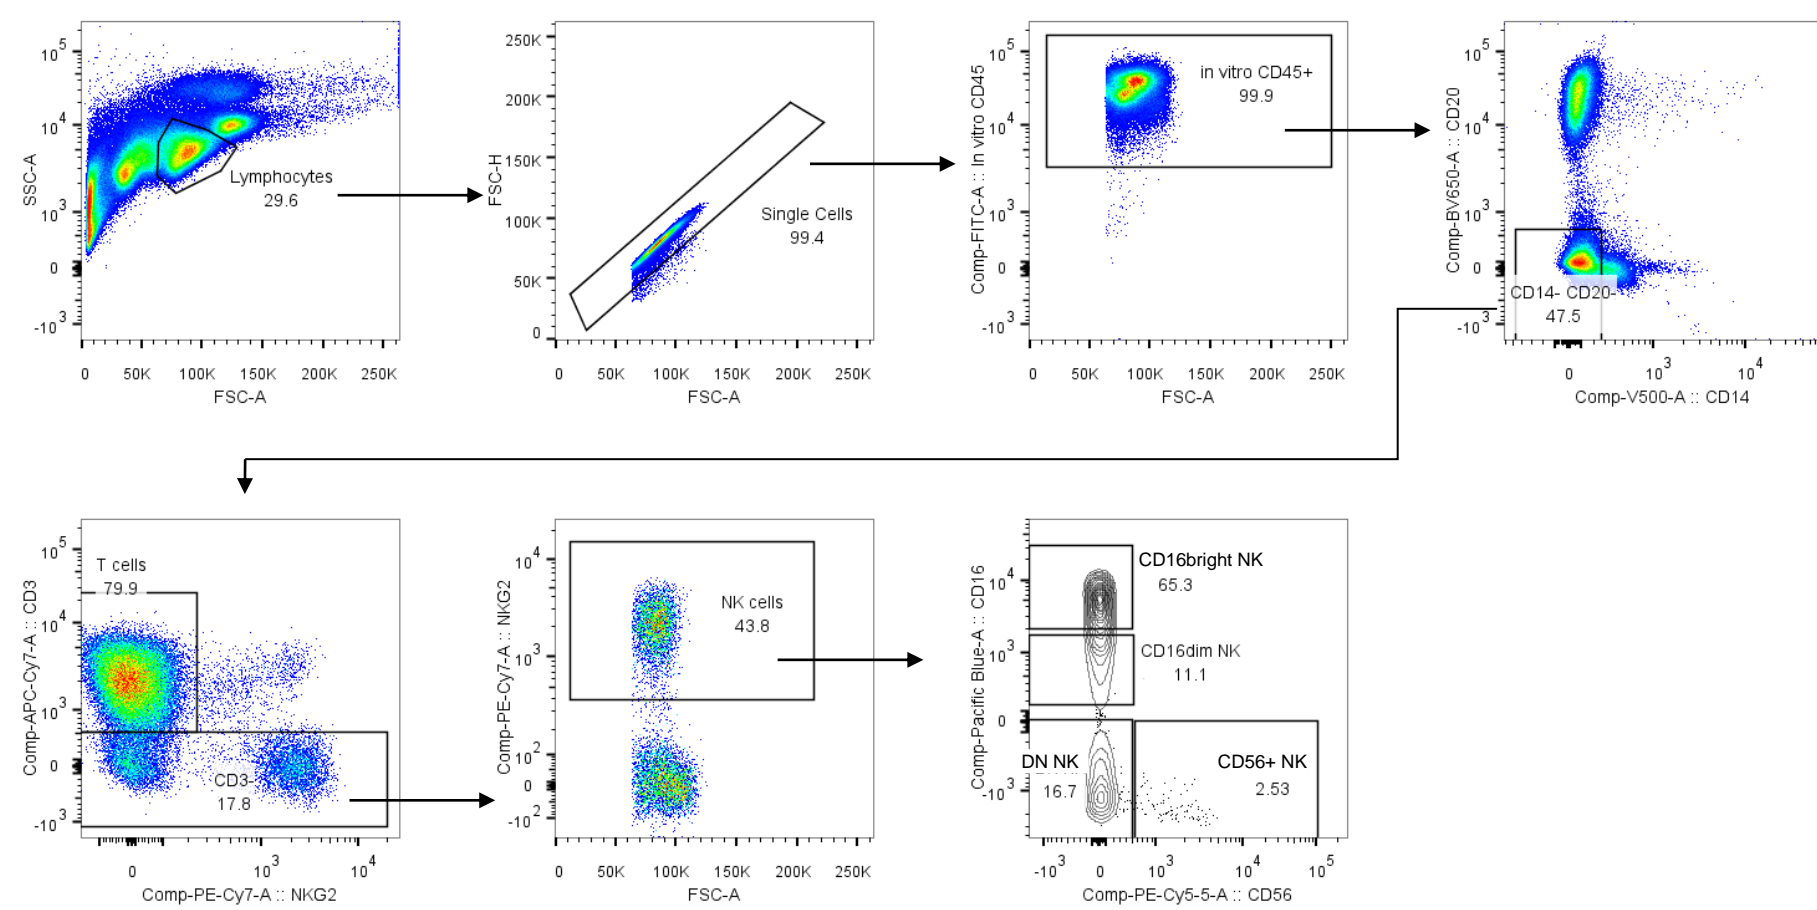 10^5
10^4
10^3
0
-10^3
SSC-A
Lymphocytes
29.6
0 50K 100K 150K 200K 250K
FSC-A
250K
200K
150K
100K
50K
0
FSC-H
Single Cells
99.4
0 50K 100K 150K 200K 250K
FSC-A
10^5
10^4
10^3
0
-10^3
Comp-FITC-A :: In vitro CD45
in vitro CD45+
99.9
0 50K 100K 150K 200K 250K
FSC-A
10^5
10^4
10^3
0
-10^3
Comp-BV650-A :: CD20
CD14- CD20-
47.5
0 10^3 10^4
Comp-V500-A :: CD14
10^5
10^4
10^3
0
-10^3
Comp-APC-Cy7-A :: CD3
T cells
79.9
CD3-
17.8
0 10^3 10^4
Comp-PE-Cy7-A :: NKG2
10^4
10^3
10^2
0
-10^2
Comp-PE-Cy7-A :: NKG2
NK cells
43.8
0 50K 100K 150K 200K 250K
FSC-A
10^4
10^3
0
-10^3
Comp-Pacific Blue-A :: CD16
CD16bright NK
65.3
CD16dim NK
11.1
DN NK
16.7
CD56+ NK
2.53
-10^3 0 10^3 10^4 10^5
Comp-PE-Cy5-5-A :: CD56